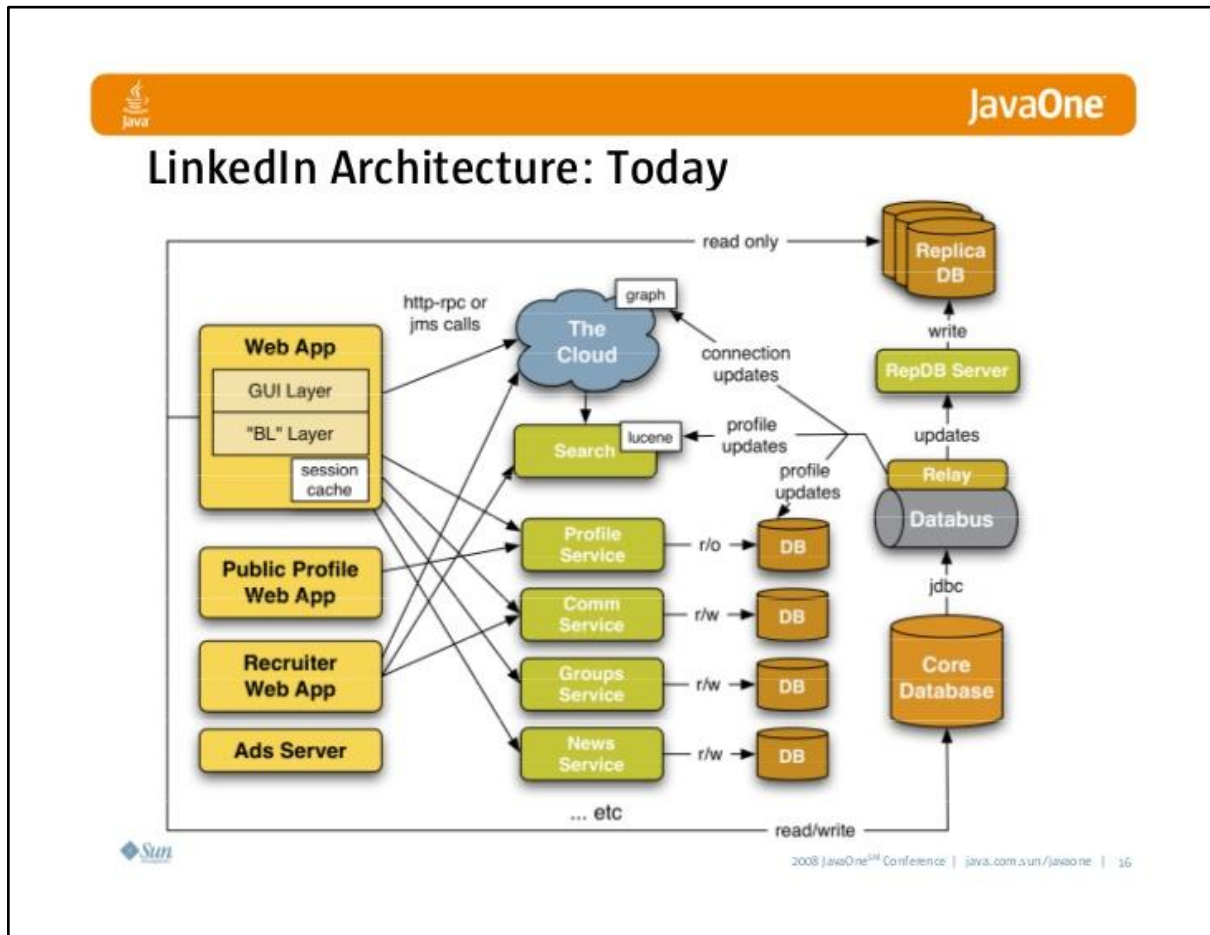 Java
JavaOne
LinkedIn Architecture: Today
read only
Replica
DB
write
RepDB Server
updates
Relay
Databus
jdbc
Core
Database
read/write
http-rpc or
jms calls
The
Cloud
graph
connection
updates
Search
lucene
profile
updates
profile
updates
Web App
GUI Layer
"BL" Layer
session
cache
Public Profile
Web App
Recruiter
Web App
Ads Server
Profile
Service
r/o
DB
Comm
Service
r/w
DB
Groups
Service
r/w
DB
News
Service
r/w
DB
... etc
Sun
2008 JavaOneSM Conference | java.com.sun/javaone | 16